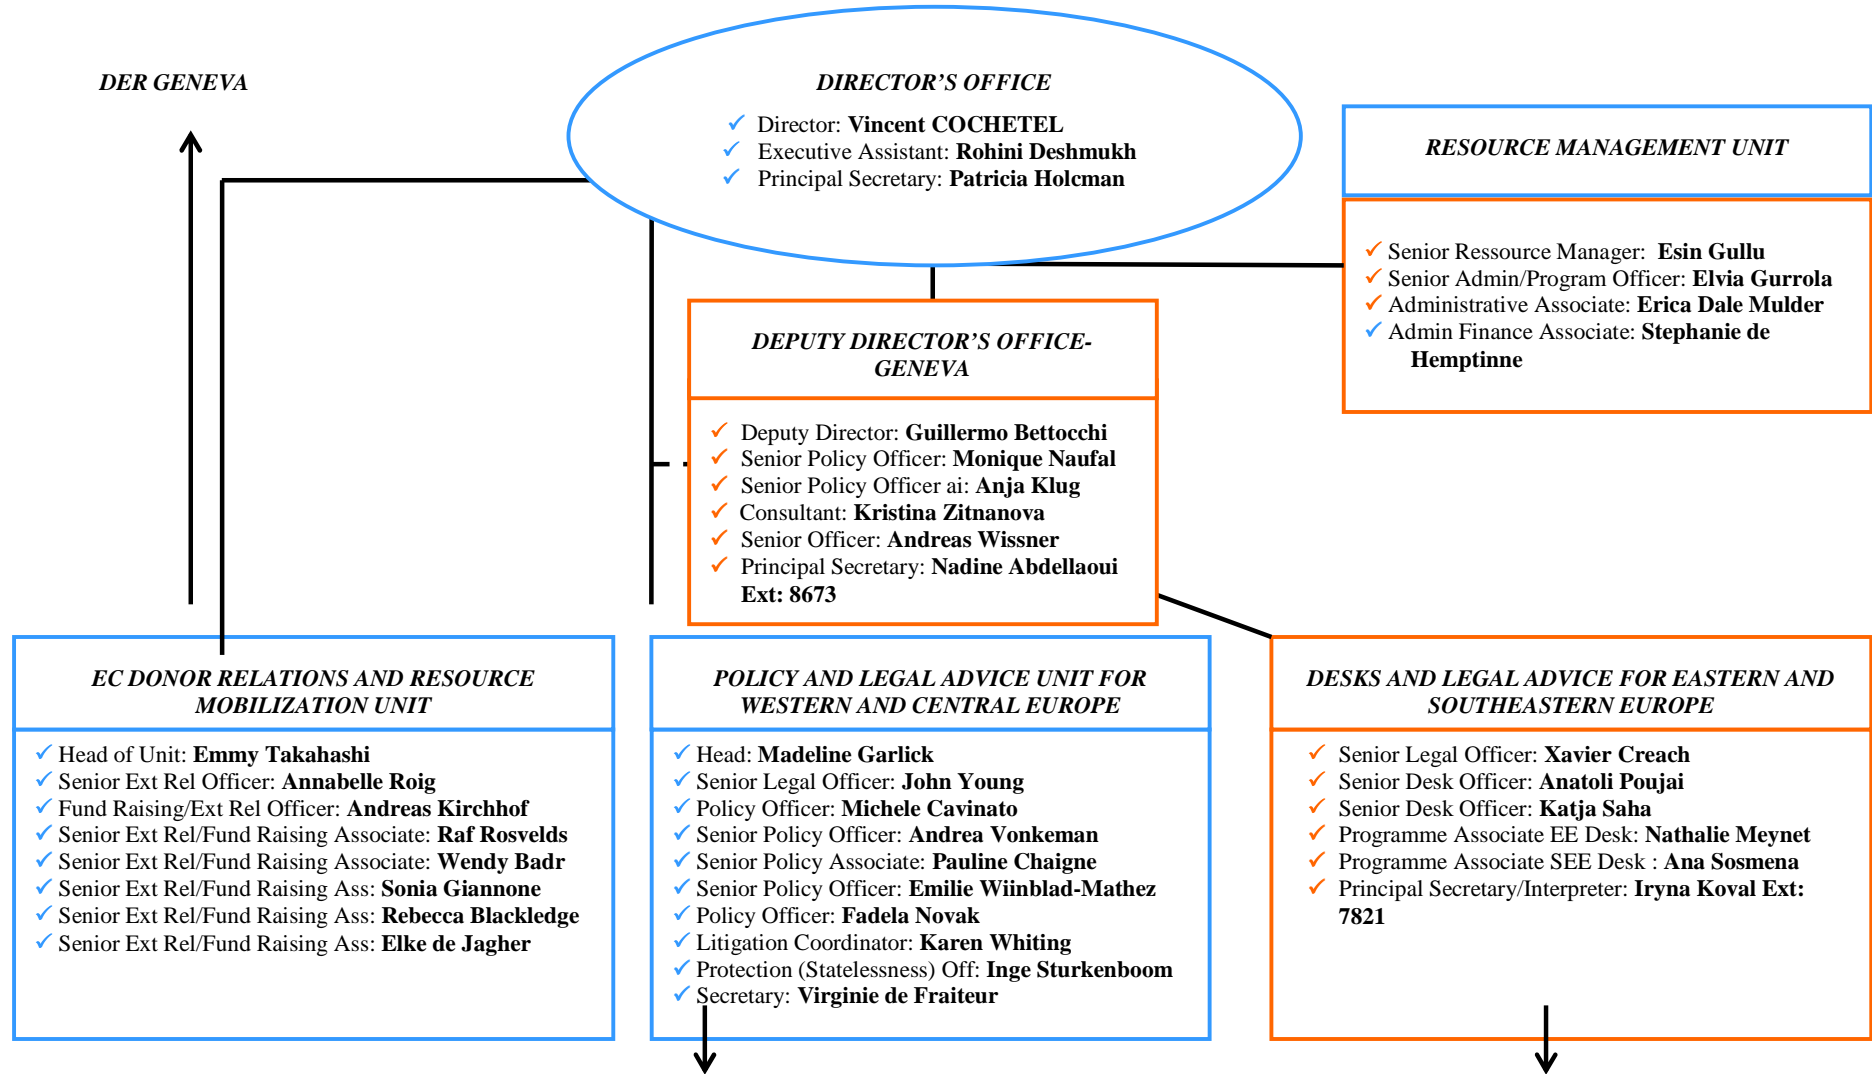 DER GENEVA
DIRECTOR'S OFFICE
✓ Director: Vincent COCHETEL
✓ Executive Assistant: Rohini Deshmukh
✓ Principal Secretary: Patricia Holcman
RESOURCE MANAGEMENT UNIT
✓ Senior Ressource Manager: Esin Gullu
✓ Senior Admin/Program Officer: Elvia Gurrola
✓ Administrative Associate: Erica Dale Mulder
✓ Admin Finance Associate: Stephanie de
Hemptinne
DEPUTY DIRECTOR'S OFFICE-
GENEVA
✓ Deputy Director: Guillermo Bettocchi
✓ Senior Policy Officer: Monique Naufal
✓ Senior Policy Officer ai: Anja Klug
✓ Consultant: Kristina Zitnanova
✓ Senior Officer: Andreas Wissner
✓ Principal Secretary: Nadine Abdellaoui
Ext: 8673
EC DONOR RELATIONS AND RESOURCE
MOBILIZATION UNIT
✓ Head of Unit: Emmy Takahashi
✓ Senior Ext Rel Officer: Annabelle Roig
✓ Fund Raising/Ext Rel Officer: Andreas Kirchhof
✓ Senior Ext Rel/Fund Raising Associate: Raf Rosvelds
✓ Senior Ext Rel/Fund Raising Associate: Wendy Badr
✓ Senior Ext Rel/Fund Raising Ass: Sonia Giannone
✓ Senior Ext Rel/Fund Raising Ass: Rebecca Blackledge
✓ Senior Ext Rel/Fund Raising Ass: Elke de Jagher
POLICY AND LEGAL ADVICE UNIT FOR
WESTERN AND CENTRAL EUROPE
✓ Head: Madeline Garlick
✓ Senior Legal Officer: John Young
✓ Policy Officer: Michele Cavinato
✓ Senior Policy Officer: Andrea Vonkeman
✓ Senior Policy Associate: Pauline Chaigne
✓ Senior Policy Officer: Emilie Wiinblad-Mathez
✓ Policy Officer: Fadela Novak
✓ Litigation Coordinator: Karen Whiting
✓ Protection (Statelessness) Off: Inge Sturkenboom
✓ Secretary: Virginie de Fraiteur
DESKS AND LEGAL ADVICE FOR EASTERN AND
SOUTHEASTERN EUROPE
✓ Senior Legal Officer: Xavier Creach
✓ Senior Desk Officer: Anatoli Poujai
✓ Senior Desk Officer: Katja Saha
✓ Programme Associate EE Desk: Nathalie Meynet
✓ Programme Associate SEE Desk : Ana Sosmena
✓ Principal Secretary/Interpreter: Iryna Koval Ext:
7821